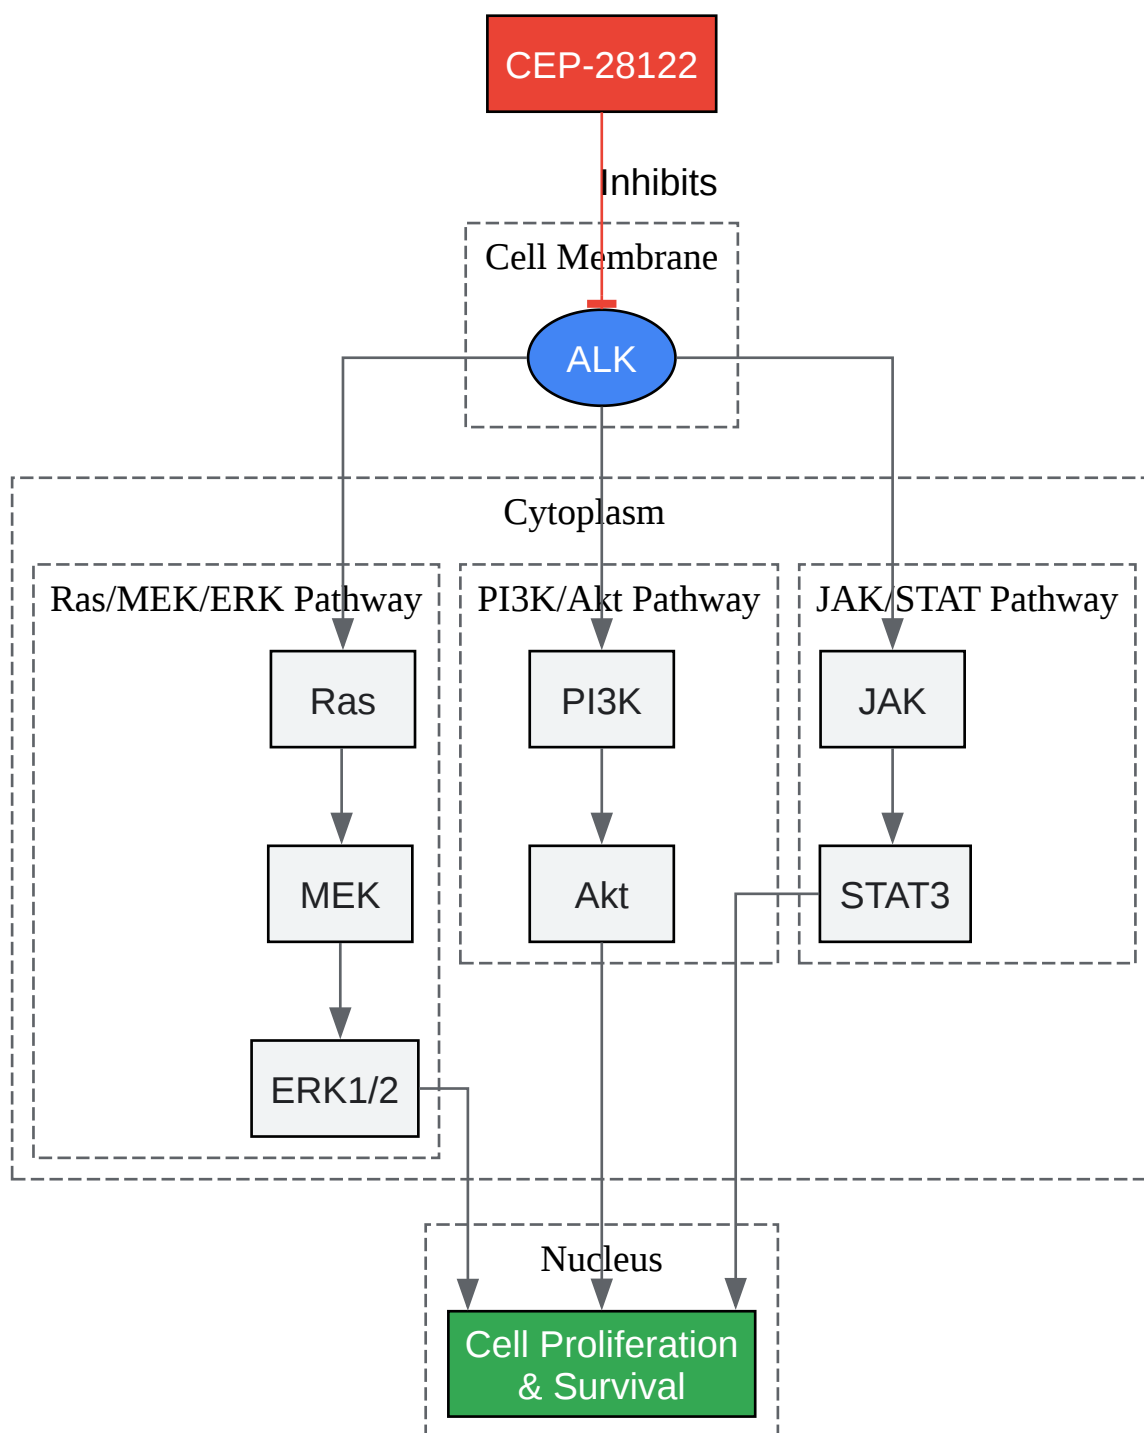 CEP-28122
Inhibits
Cell Membrane
ALK
Cytoplasm
Ras/MEK/ERK Pathway
PI3K/Akt Pathway
JAK/STAT Pathway
Ras
PI3K
JAK
MEK
Akt
STAT3
ERK1/2
Nucleus
Cell Proliferation
& Survival